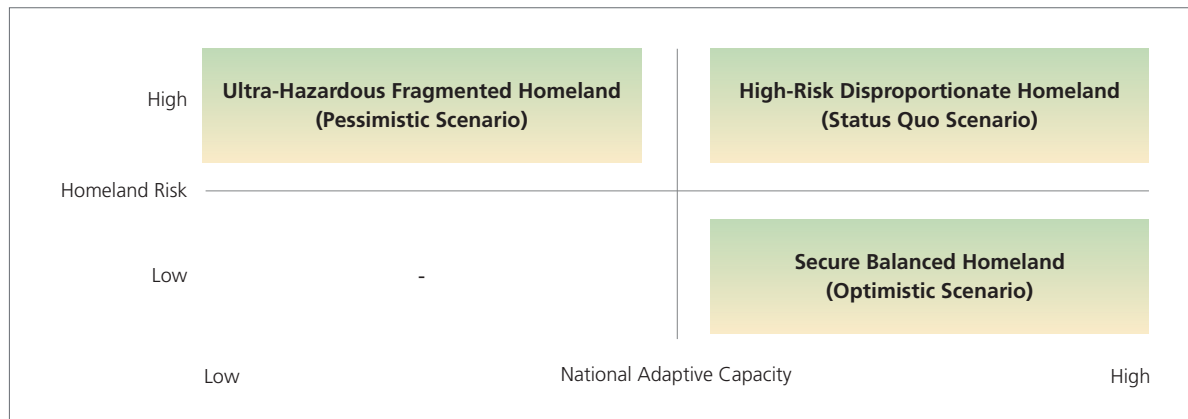 High
Ultra-Hazardous Fragmented Homeland
(Pessimistic Scenario)
High-Risk Disproportionate Homeland
(Status Quo Scenario)
Homeland Risk
Low
-
Secure Balanced Homeland
(Optimistic Scenario)
Low
National Adaptive Capacity
High